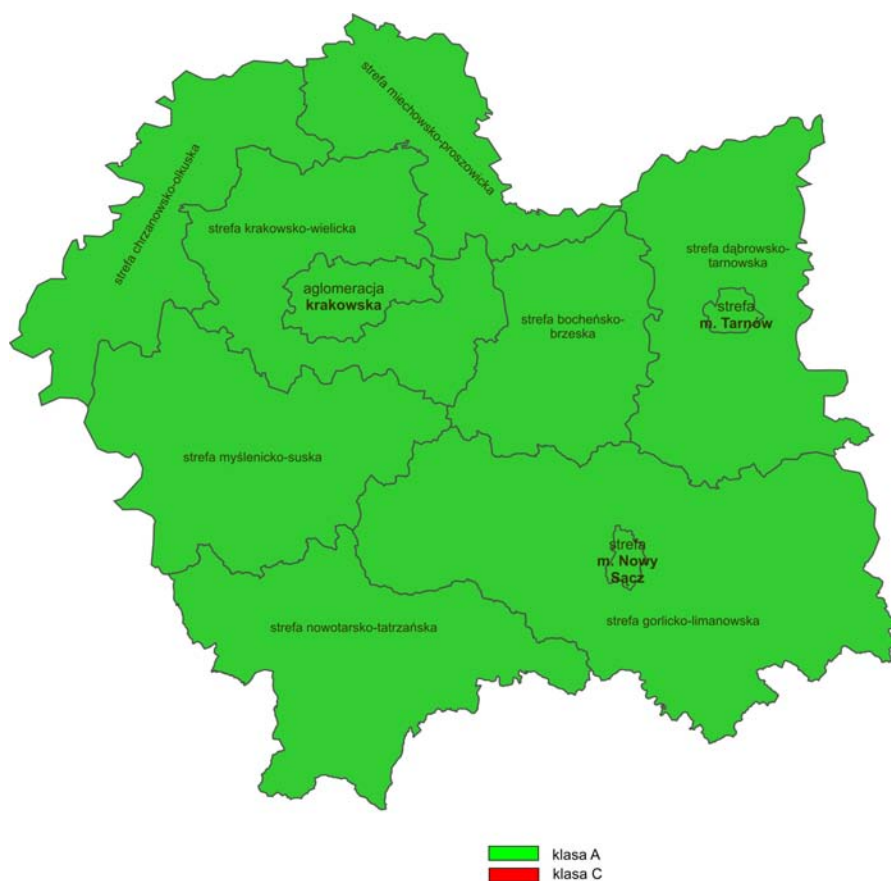 strefa miechowsko-proszowicka
strefa chrzanowsko-olkuska
strefa krakowsko-wielicka
strefa dąbrowsko-
tarnowska
aglomeracja
krakowska
strefa
m. Tarnów
strefa bocheńsko-
brzeska
strefa myślenicko-suska
strefa
m. Nowy
Sącz
strefa nowotarsko-tatrzańska
strefa gorlicko-limanowska
klasa A
klasa C